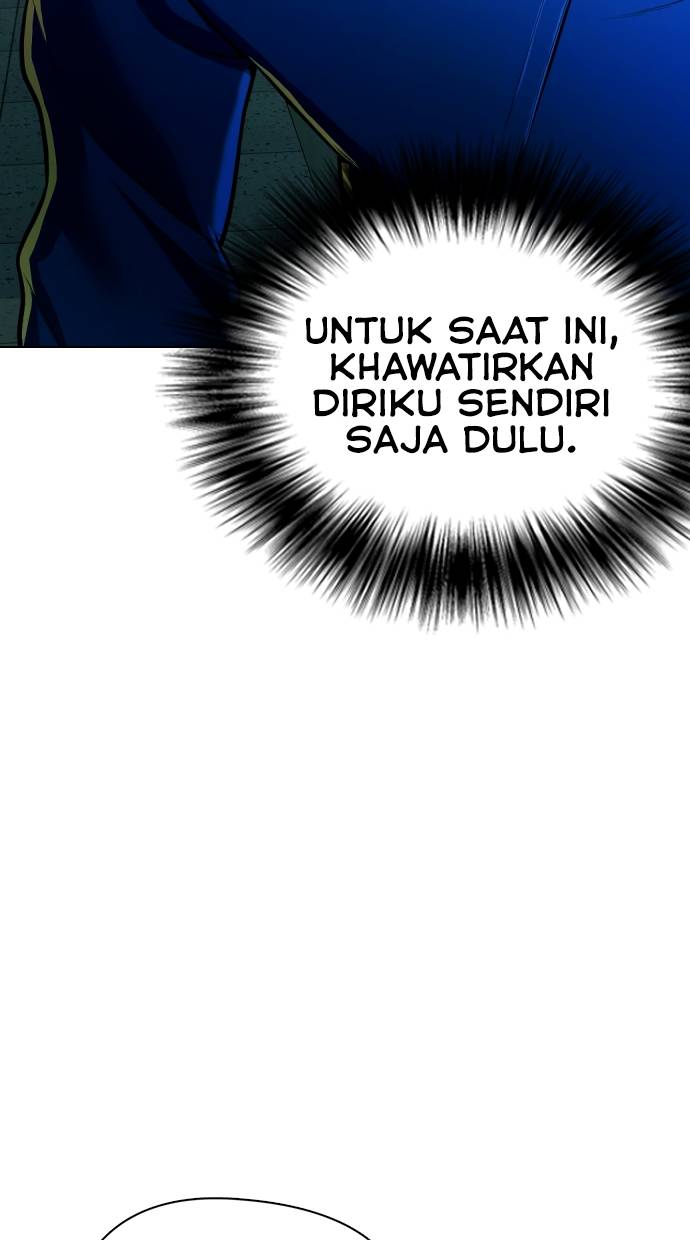 UNTUK SAAT INI,
KHAWATIRKAN
DIRIKU SENDIRI
SAJA DULU.